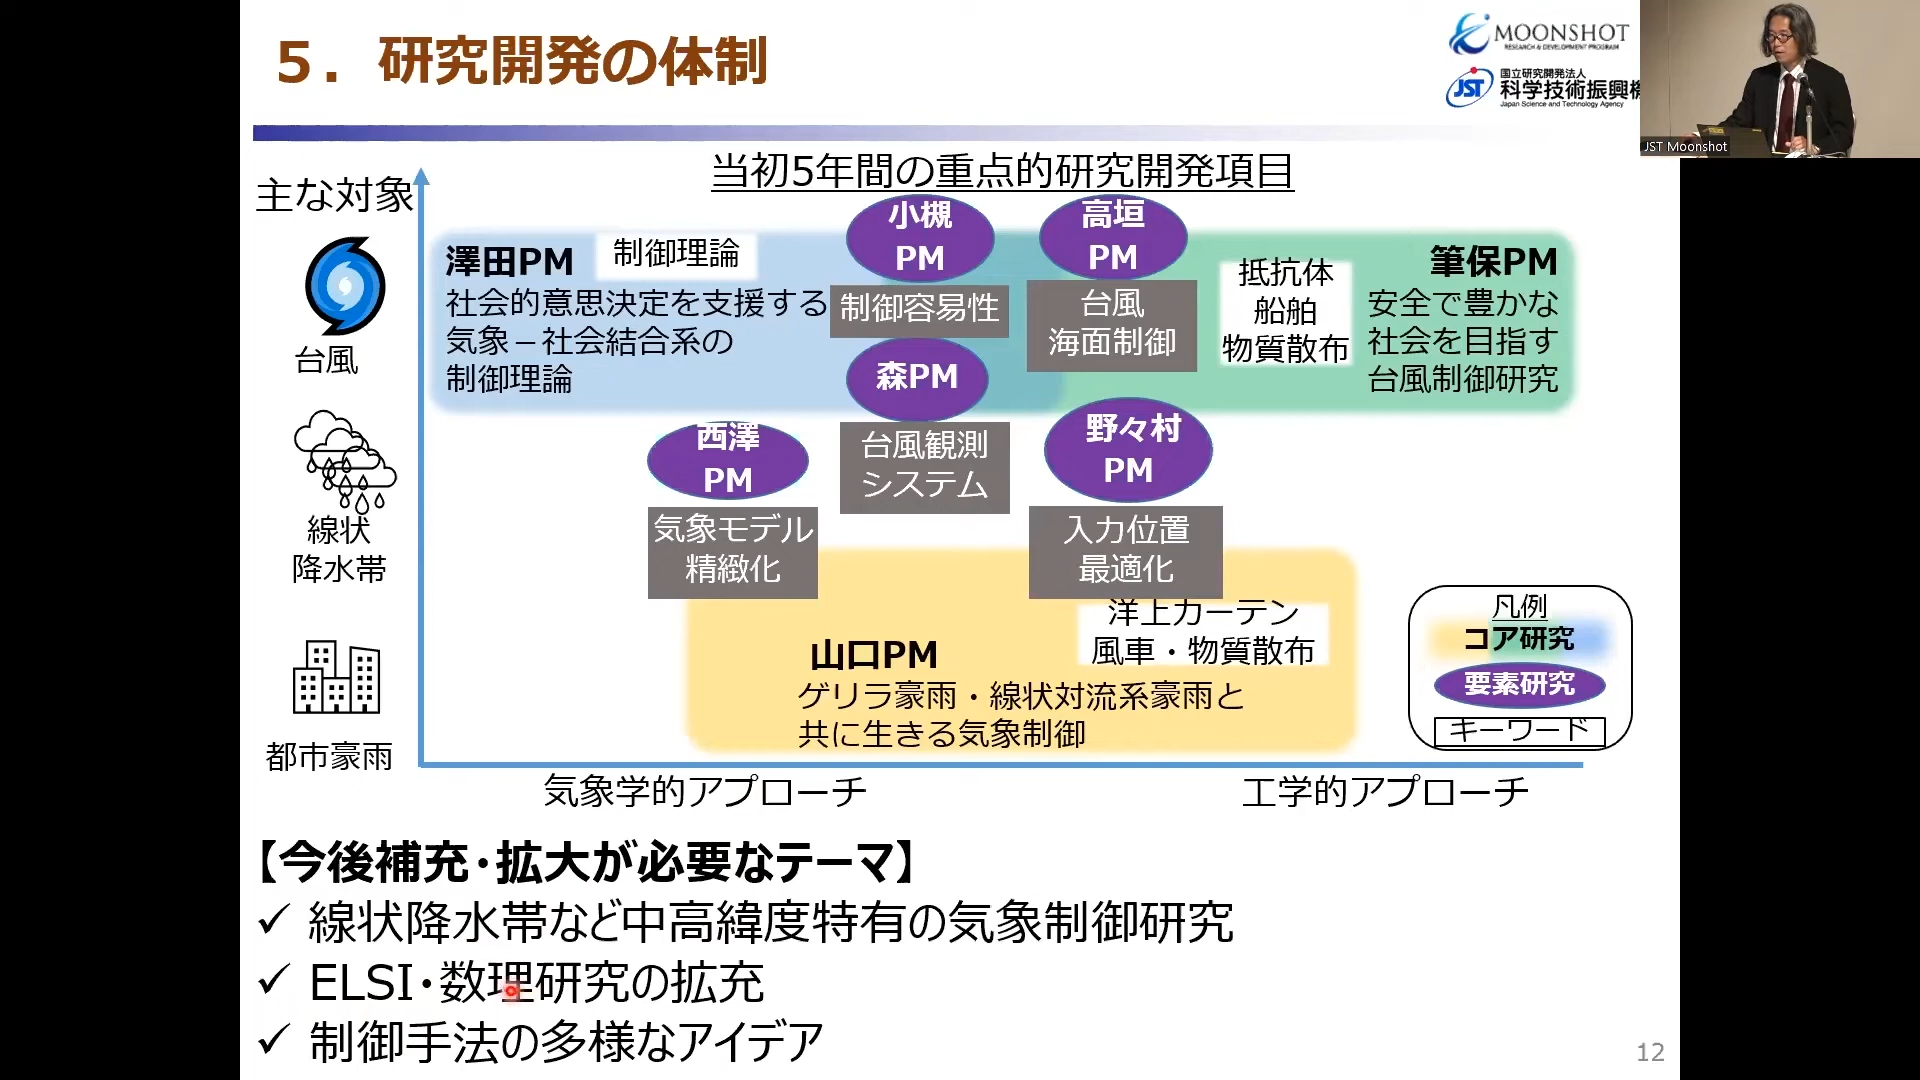 5．研究開発の体制
MOONSHOT
RESEARCH & DEVELOPMENT PROGRAM
国立研究開発法人
JST 科学技術振興機
Japan Science and Technology Agency
JST Moonshot
当初5年間の重点的研究開発項目
主な対象
台風
線状
降水帯
都市豪雨
澤田PM
制御理論
社会的意思決定を支援する
気象－社会結合系の
制御理論
小槻
PM
制御容易性
高垣
PM
台風
海面制御
抵抗体
船舶
物質散布
筆保PM
安全で豊かな
社会を目指す
台風制御研究
森PM
台風観測
システム
西澤
PM
気象モデル
精緻化
野々村
PM
入力位置
最適化
洋上カーテン
風車・物質散布
山口PM
ゲリラ豪雨・線状対流系豪雨と
共に生きる気象制御
凡例
コア研究
要素研究
キーワード
気象学的アプローチ
工学的アプローチ
【今後補充・拡大が必要なテーマ】
✓ 線状降水帯など中高緯度特有の気象制御研究
✓ ELSI・数理研究の拡充
✓ 制御手法の多様なアイデア
12